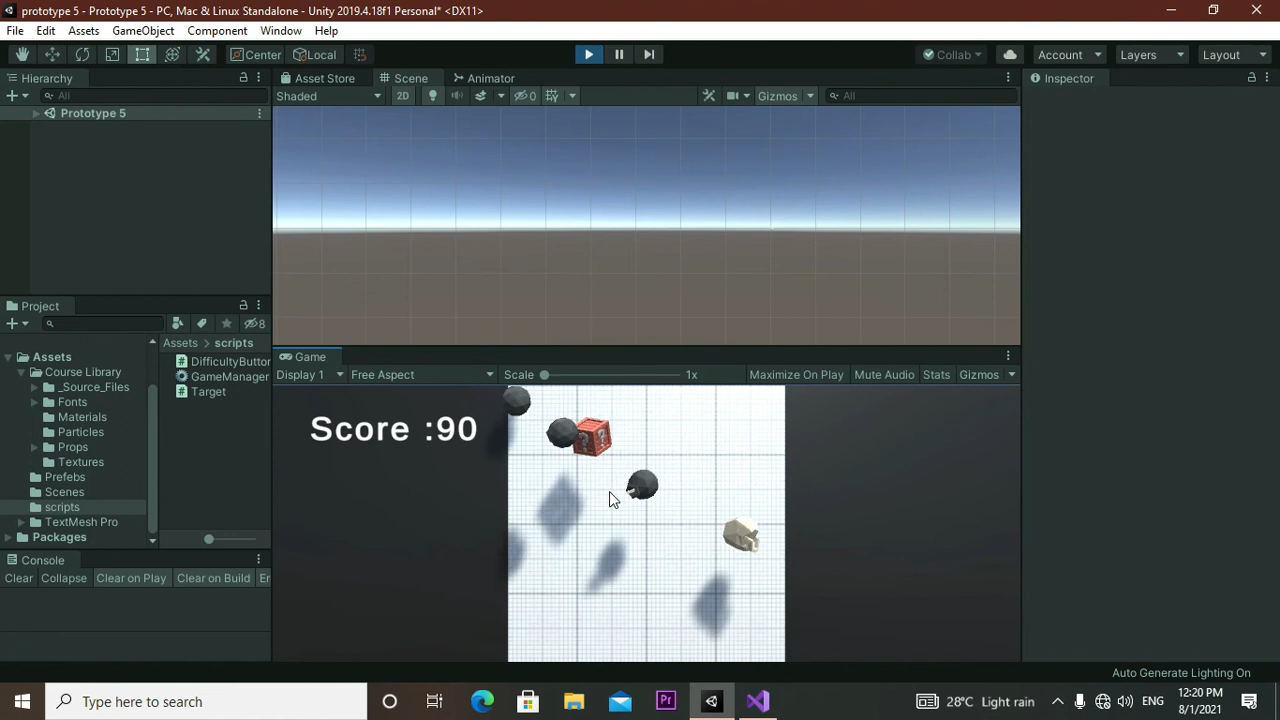 prototype 5 - Prototype 5 - PC, Mac & Linux Standalone - Unity 2019.4.18f1 Personal* <DX11>
File Edit Assets GameObject Component Window Help
Center Local Collab Account Layers Layout
Hierarchy Asset Store Scene Animator Inspector
All Shaded 2D 0 Gizmos All
Prototype 5
Project
8
Assets Assets scripts
Course Library DifficultyButtor
_Source_Files GameManager
Fonts Target
Materials
Particles
Props
Textures
Prefebs
Scenes
scripts
TextMesh Pro
Packages
Game
Display 1 Free Aspect Scale 1x Maximize On Play Mute Audio Stats Gizmos
Score :90
Console
Clear Collapse Clear on Play Clear on Build Er
Auto Generate Lighting On
Type here to search Pr 28°C Light rain ENG 12:20 PM
8/1/2021